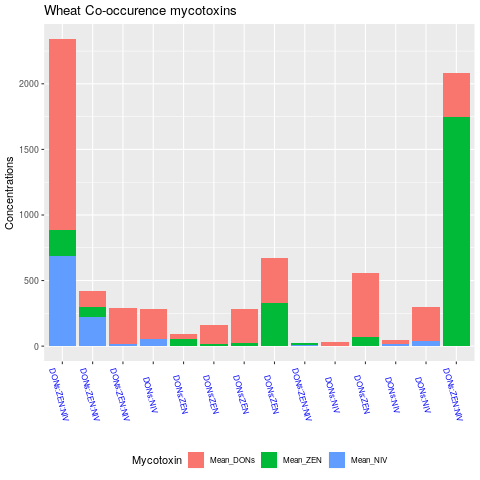 Wheat Co-occurence mycotoxins
Concentrations
2000
1500
1000
500
0
DONs:ZEN:NIV
DONs:ZEN:NIV
DONs:ZEN:NIV
DONs:NIV
DONs:ZEN
DONs:ZEN
DONs:ZEN
DONs:ZEN
DONs:ZEN:NIV
DONs:NIV
DONs:ZEN
DONs:NIV
DONs:NIV
DONs:ZEN:NIV
Mycotoxin Mean_DONs Mean_ZEN Mean_NIV